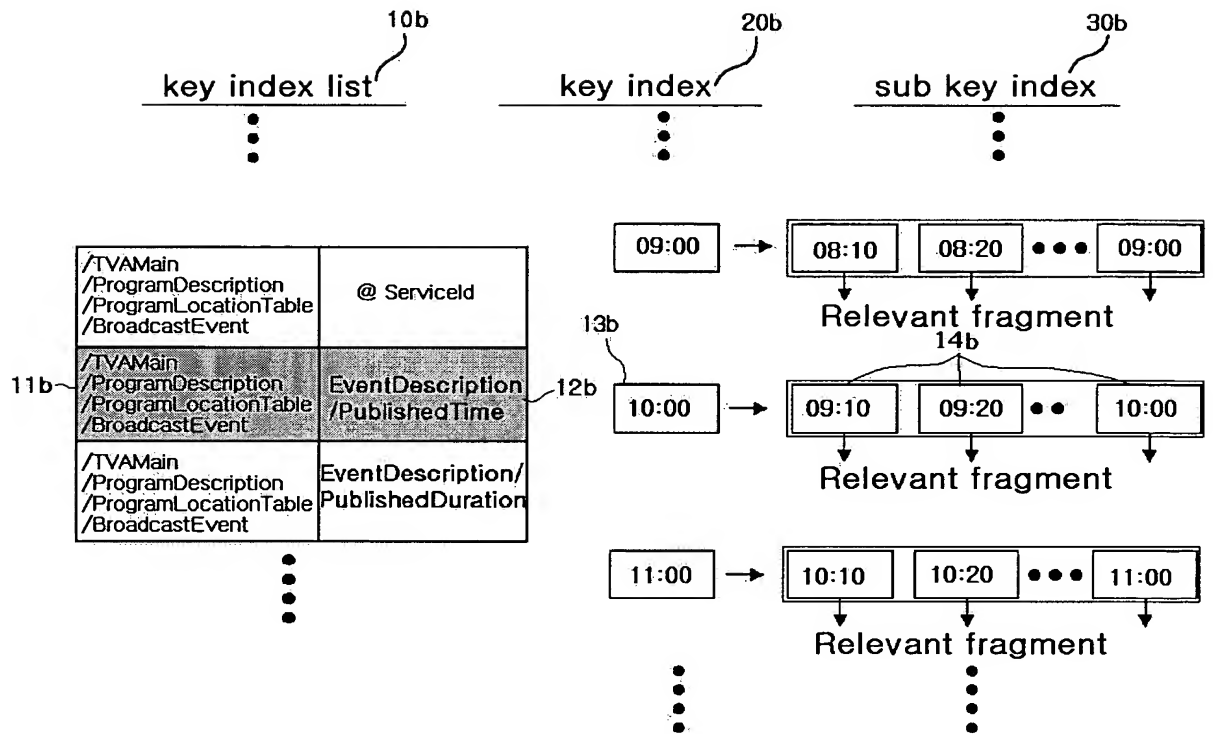 10b
20b
30b
key index list
key index
sub key index
09:00
08:10
08:20
09:00
Relevant fragment
/TVAMain
/ProgramDescription
/ProgramLocationTable
/BroadcastEvent
@ ServiceId
13b
14b
11b
/TVAMain
/ProgramDescription
/ProgramLocationTable
/BroadcastEvent
EventDescription
/PublishedTime
12b
10:00
09:10
09:20
10:00
Relevant fragment
/TVAMain
/ProgramDescription
/ProgramLocationTable
/BroadcastEvent
EventDescription/
PublishedDuration
11:00
10:10
10:20
11:00
Relevant fragment